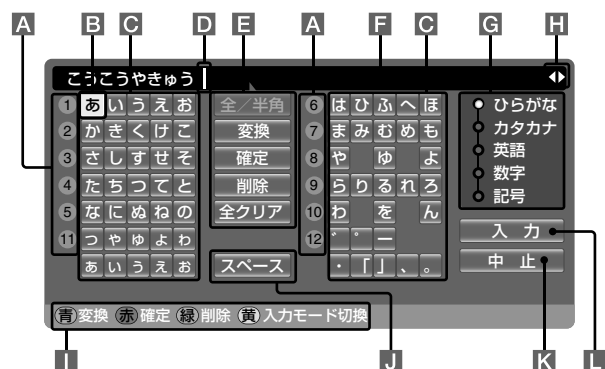 A B C D E A F C G H
こうこうやきゅう
1 あ い う え お 全／半角 6 は ひ ふ へ ほ ひらがな
2 か き く け こ 変換 7 ま み む め も カタカナ
3 さ し す せ そ 確定 8 や ゆ よ 英語
4 た ち つ て と 削除 9 ら り る れ ろ 数字
5 な に ぬ ね の 全クリア 10 わ を ん 記号
11 っ ゃ ゅ ょ ゎ 12 ゛ ゜ ー 入 力
ぁ ぃ ぅ ぇ ぉ スペース ・ 「 」 、 。 中 止
青 変換 赤 確定 緑 削除 黄 入力モード切換
I J K L